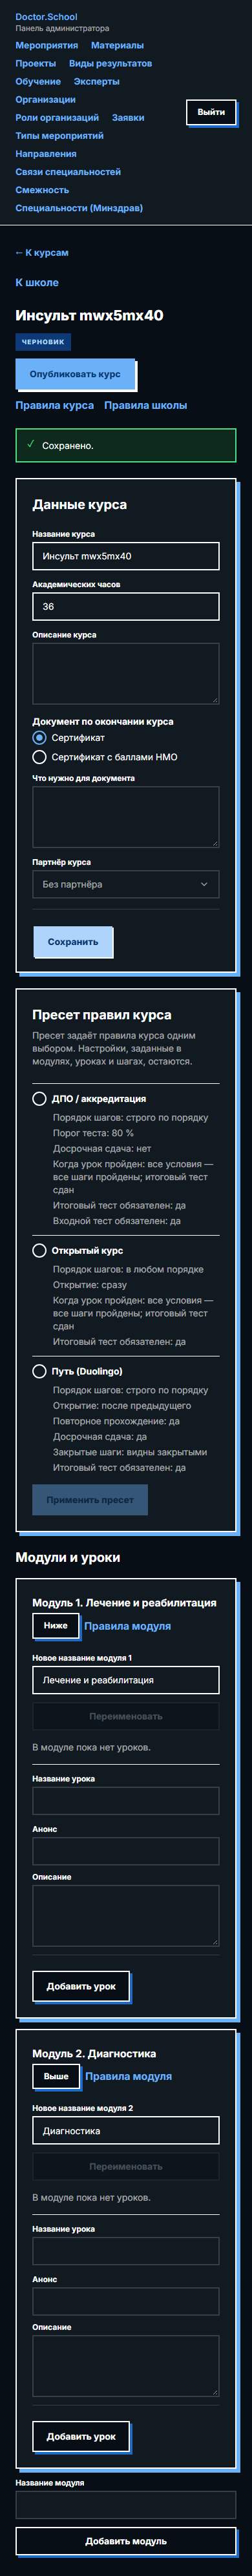 Doctor.School
Панель администратора
Мероприятия Материалы
Проекты Виды результатов
Обучение Эксперты
Организации
Выйти
Роли организаций Заявки
Типы мероприятий
Направления
Связи специальностей
Смежность
Специальности (Минздрав)
← К курсам
К школе
Инсульт mwx5mx40
ЧЕРНОВИК
Опубликовать курс
Правила курса Правила школы
✓ Сохранено.
Данные курса
Название курса
Инсульт mwx5mx40
Академических часов
36
Описание курса
Документ по окончании курса
Сертификат
Сертификат с баллами НМО
Что нужно для документа
Партнёр курса
Без партнёра
Сохранить
Пресет правил курса
Пресет задаёт правила курса одним
выбором. Настройки, заданные в
модулях, уроках и шагах, остаются.
ДПО / аккредитация
Порядок шагов: строго по порядку
Порог теста: 80 %
Досрочная сдача: нет
Когда урок пройден: все условия —
все шаги пройдены; итоговый тест
сдан
Итоговый тест обязателен: да
Входной тест обязателен: да
Открытый курс
Порядок шагов: в любом порядке
Открытие: сразу
Когда урок пройден: все условия —
все шаги пройдены; итоговый тест
сдан
Итоговый тест обязателен: да
Путь (Duolingo)
Порядок шагов: строго по порядку
Открытие: после предыдущего
Повторное прохождение: да
Досрочная сдача: да
Закрытые шаги: видны закрытыми
Итоговый тест обязателен: да
Применить пресет
Модули и уроки
Модуль 1. Лечение и реабилитация
Ниже Правила модуля
Новое название модуля 1
Лечение и реабилитация
Переименовать
В модуле пока нет уроков.
Название урока
Анонс
Описание
Добавить урок
Модуль 2. Диагностика
Выше Правила модуля
Новое название модуля 2
Диагностика
Переименовать
В модуле пока нет уроков.
Название урока
Анонс
Описание
Добавить урок
Название модуля
Добавить модуль